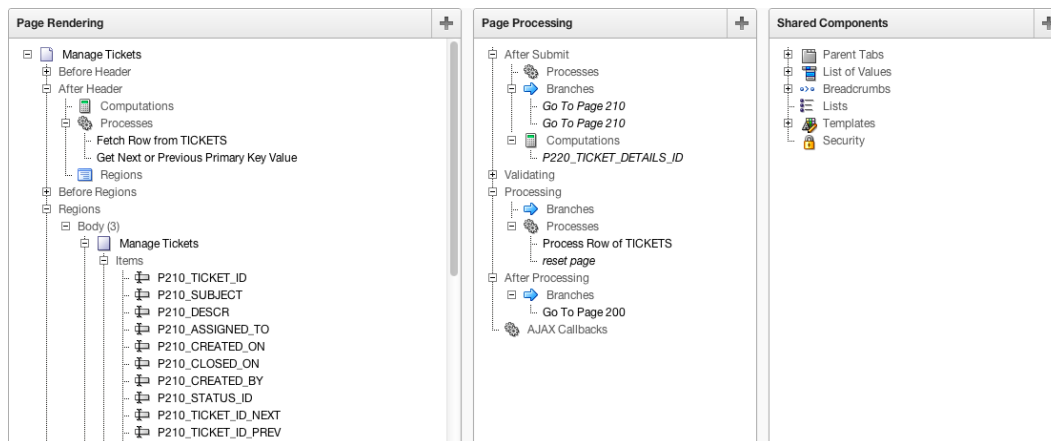 Page Rendering
Manage Tickets
Before Header
After Header
Computations
Processes
Fetch Row from TICKETS
Get Next or Previous Primary Key Value
Regions
Before Regions
Regions
Body (3)
Manage Tickets
Items
P210_TICKET_ID
P210_SUBJECT
P210_DESCR
P210_ASSIGNED_TO
P210_CREATED_ON
P210_CLOSED_ON
P210_CREATED_BY
P210_STATUS_ID
P210_TICKET_ID_NEXT
P210_TICKET_ID_PREV
Page Processing
After Submit
Processes
Branches
Go To Page 210
Go To Page 210
Computations
P220_TICKET_DETAILS_ID
Validating
Processing
Branches
Processes
Process Row of TICKETS
reset page
After Processing
Branches
Go To Page 200
AJAX Callbacks
Shared Components
Parent Tabs
List of Values
Breadcrumbs
Lists
Templates
Security